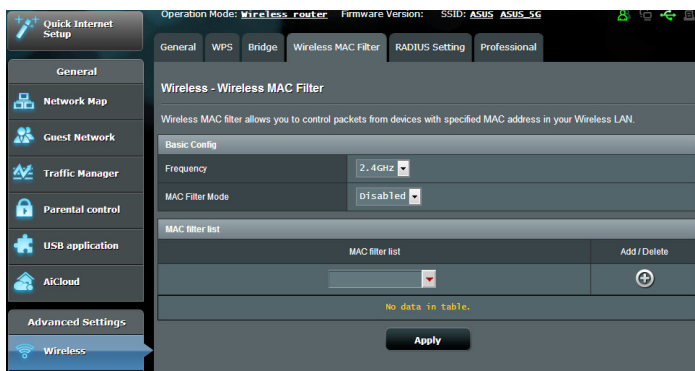 Operation Mode: Wireless router Firmware Version: SSID: ASUS ASUS_5G
Quick Internet Setup
General WPS Bridge Wireless MAC Filter RADIUS Setting Professional
General
Network Map
Guest Network
Traffic Manager
Parental control
USB application
AiCloud
Advanced Settings
Wireless
Wireless - Wireless MAC Filter
Wireless MAC filter allows you to control packets from devices with specified MAC address in your Wireless LAN.
Basic Config
Frequency 2.4GHz
MAC Filter Mode Disabled
MAC filter list
MAC filter list Add / Delete
No data in table.
Apply